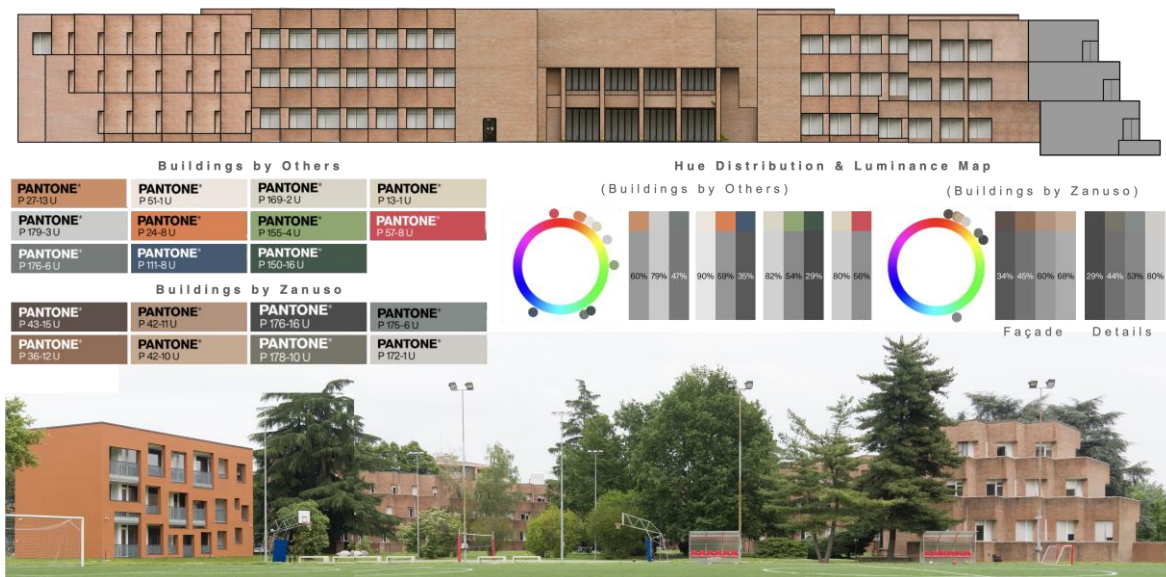 Buildings by Others
PANTONE®
P 27-13 U
PANTONE®
P 51-1 U
PANTONE®
P 169-2 U
PANTONE®
P 13-1 U
PANTONE®
P 179-3 U
PANTONE®
P 24-8 U
PANTONE®
P 155-4 U
PANTONE®
P 57-8 U
PANTONE®
P 176-6 U
PANTONE®
P 111-8 U
PANTONE®
P 150-16 U
Buildings by Zanuso
PANTONE®
P 43-15 U
PANTONE®
P 42-11 U
PANTONE®
P 176-16 U
PANTONE®
P 175-6 U
PANTONE®
P 36-12 U
PANTONE®
P 42-10 U
PANTONE®
P 178-10 U
PANTONE®
P 172-1 U
Hue Distribution & Luminance Map
(Buildings by Others)
60% 79% 47%
90% 59% 35%
82% 54% 29%
80% 56%
(Buildings by Zanuso)
34% 45% 60% 68%
29% 44% 53% 80%
Façade
Details